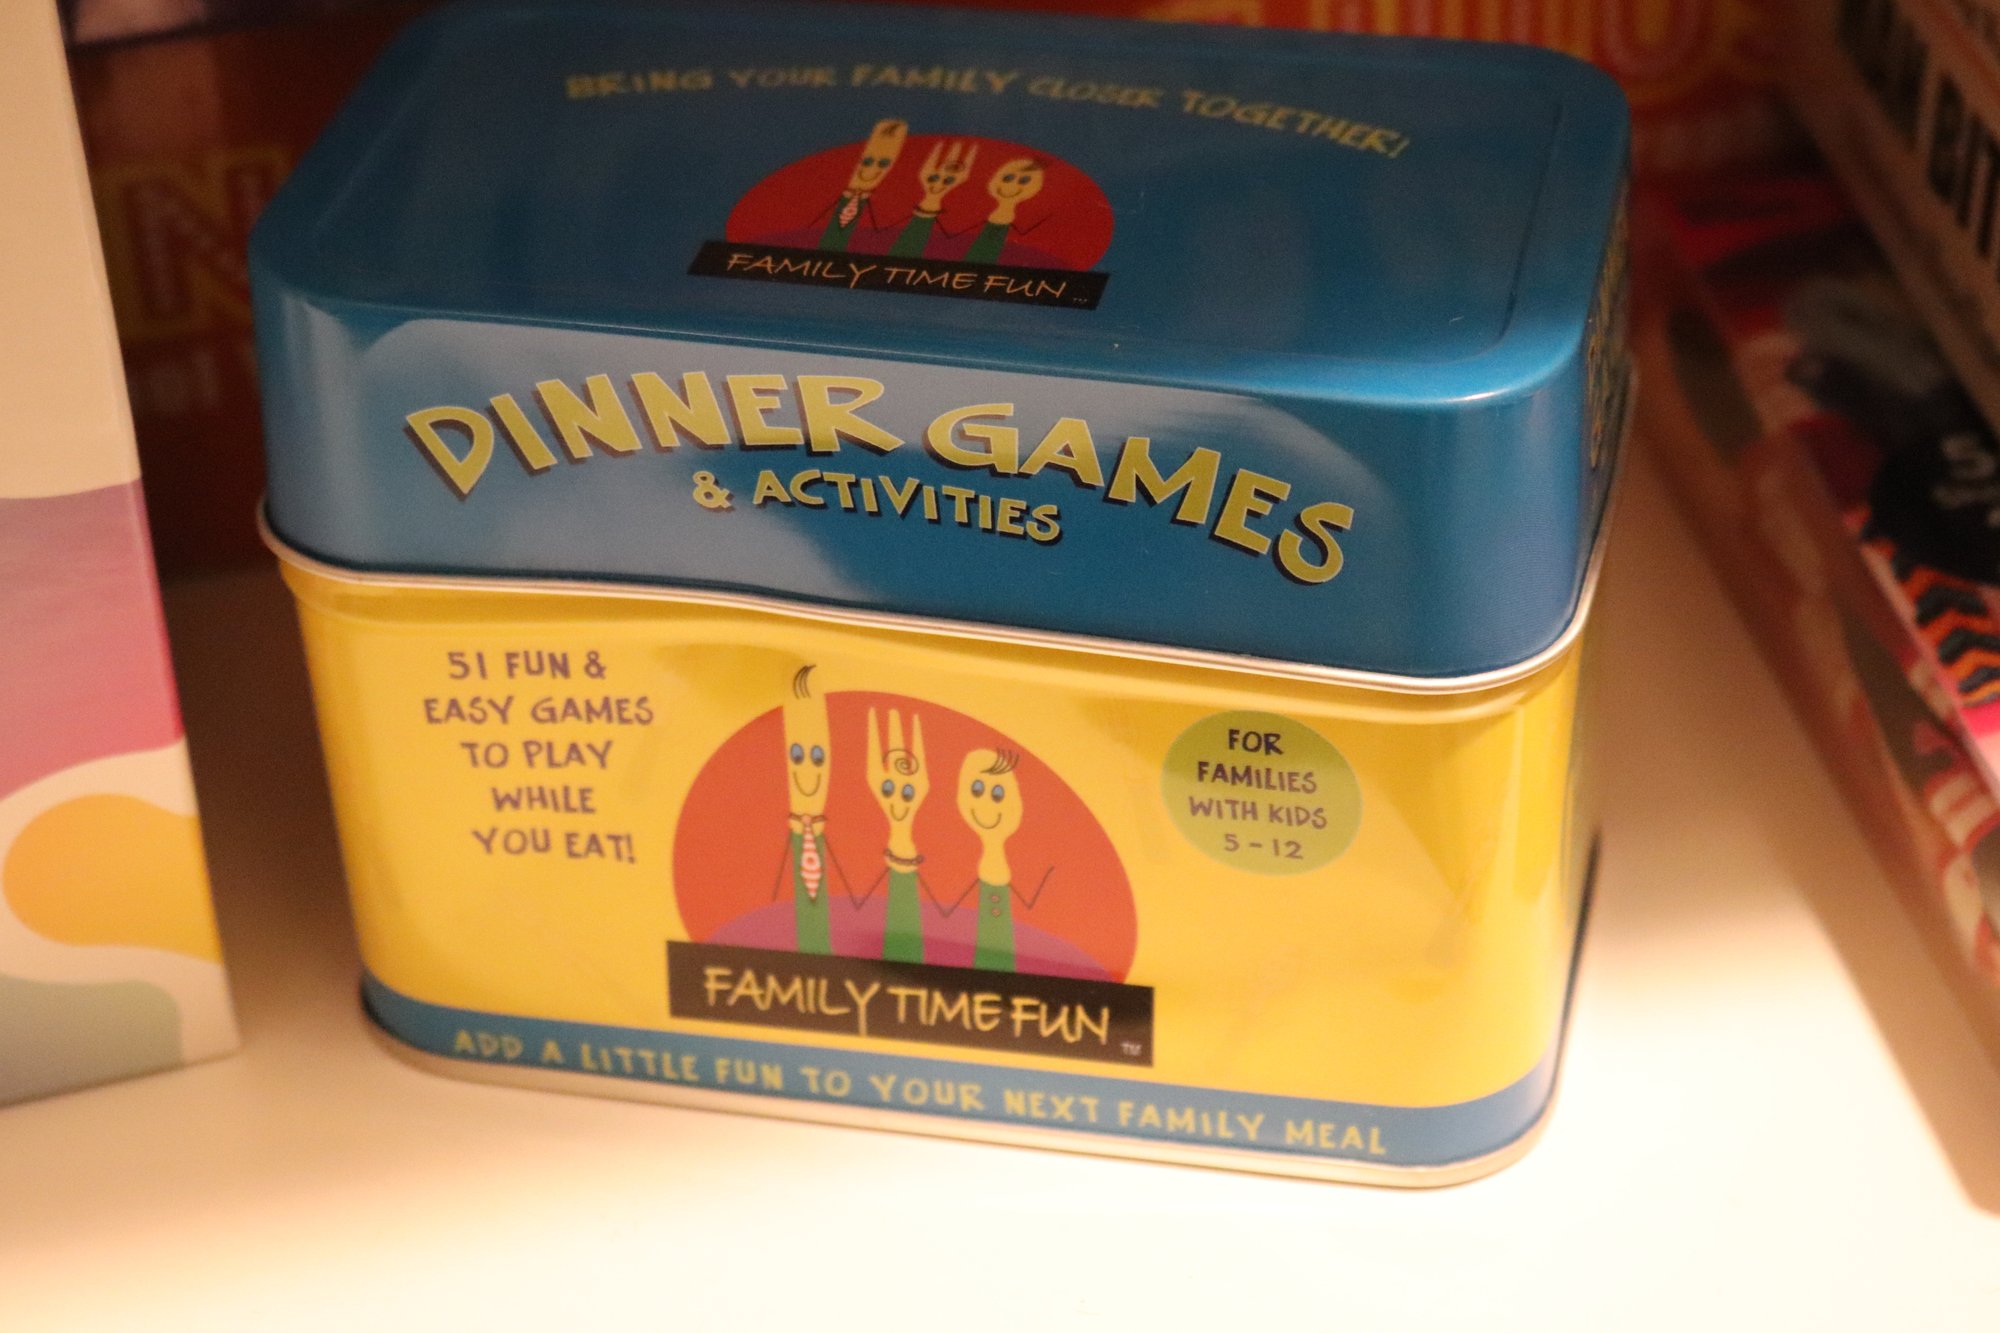 BRING YOUR FAMILY CLOSER TOGETHER!
FAMILY TIME FUN
DINNER GAMES
& ACTIVITIES
51 FUN &
EASY GAMES
TO PLAY
WHILE
YOU EAT!
FOR
FAMILIES
WITH KIDS
5-12
FAMILY TIME FUN
TM
ADD A LITTLE FUN TO YOUR NEXT FAMILY MEAL